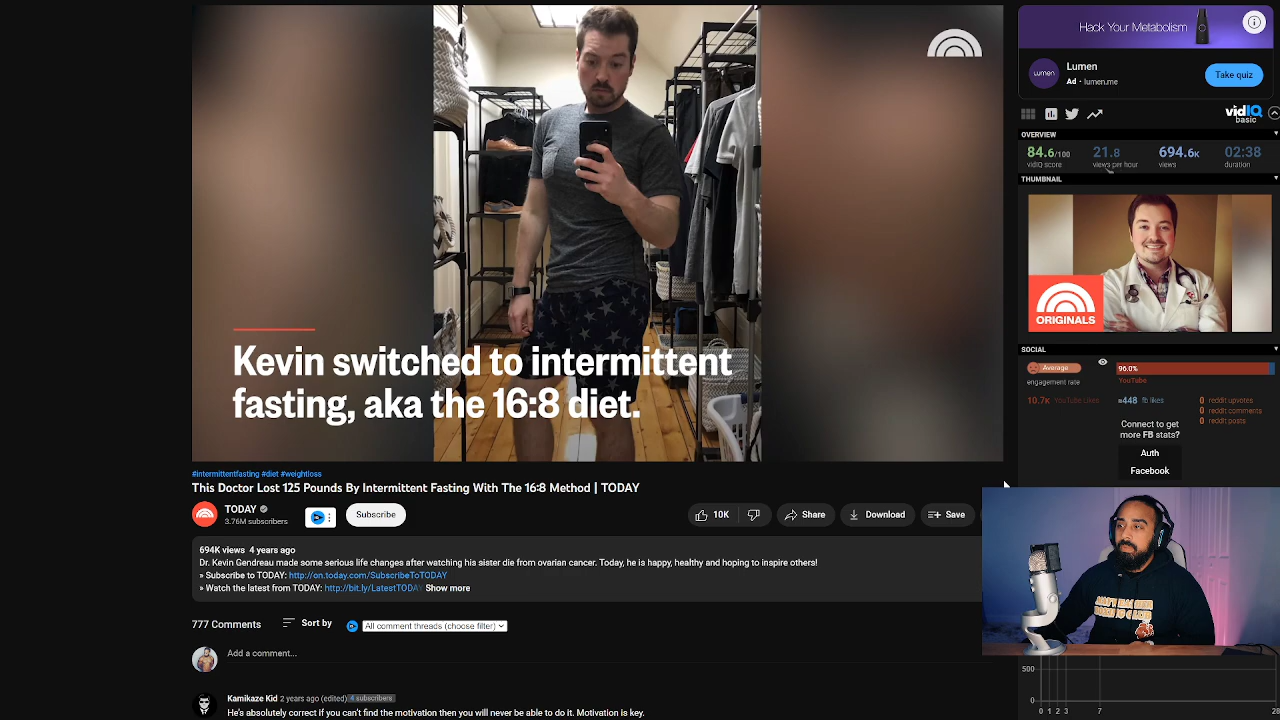 Kevin switched to intermittent
fasting, aka the 16:8 diet.
#intermittentfasting #diet #weightloss
This Doctor Lost 125 Pounds By Intermittent Fasting With The 16:8 Method | TODAY
TODAY
3.76M subscribers
Subscribe
10K
Share
Download
Save
694K views 4 years ago
Dr. Kevin Gendreau made some serious life changes after watching his sister die from ovarian cancer. Today, he is happy, healthy and hoping to inspire others!
» Subscribe to TODAY: http://on.today.com/SubscribeToTODAY
» Watch the latest from TODAY: http://bit.ly/LatestTODAY Show more
777 Comments
Sort by
All comment threads (choose filter)
Add a comment...
Kamikaze Kid 2 years ago (edited) 4 subscribers
He's absolutely correct if you can't find the motivation then you will never be able to do it. Motivation is key.
Hack Your Metabolism
Lumen
Ad • lumen.me
Take quiz
LUMEN
vidIQ
basic
OVERVIEW
84.6/100 21.8 694.6K 02:38
vidIQ score views per hour views duration
THUMBNAIL
ORIGINALS
SOCIAL
Average
engagement rate
96.0%
YouTube
10.7K YouTube Likes
≈448 fb likes
0 reddit upvotes
0 reddit comments
0 reddit posts
Connect to get
more FB stats?
Auth
Facebook
500
0
0 1 2 3 7 28